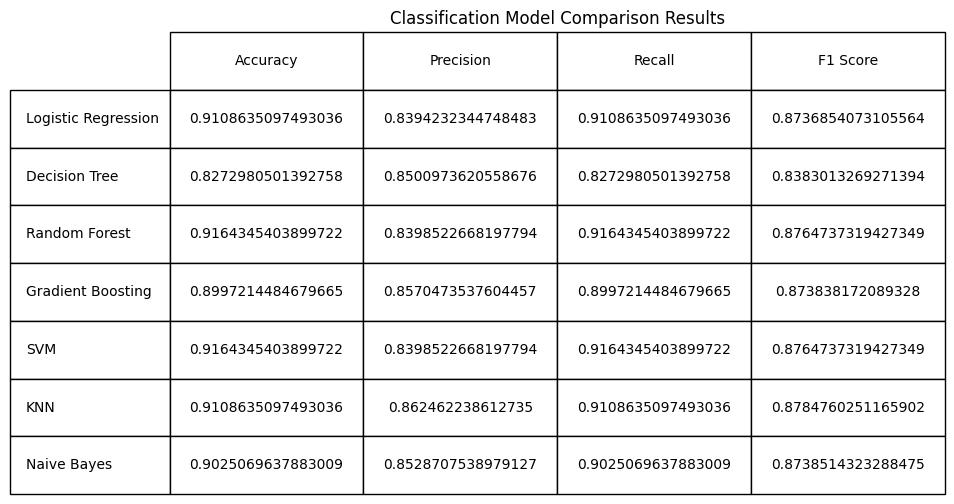 Classification Model Comparison Results
Accuracy Precision Recall F1 Score
Logistic Regression 0.9108635097493036 0.8394232344748483 0.9108635097493036 0.8736854073105564
Decision Tree 0.8272980501392758 0.8500973620558676 0.8272980501392758 0.8383013269271394
Random Forest 0.9164345403899722 0.8398522668197794 0.9164345403899722 0.8764737319427349
Gradient Boosting 0.8997214484679665 0.8570473537604457 0.8997214484679665 0.873838172089328
SVM 0.9164345403899722 0.8398522668197794 0.9164345403899722 0.8764737319427349
KNN 0.9108635097493036 0.862462238612735 0.9108635097493036 0.8784760251165902
Naive Bayes 0.9025069637883009 0.8528707538979127 0.9025069637883009 0.8738514323288475